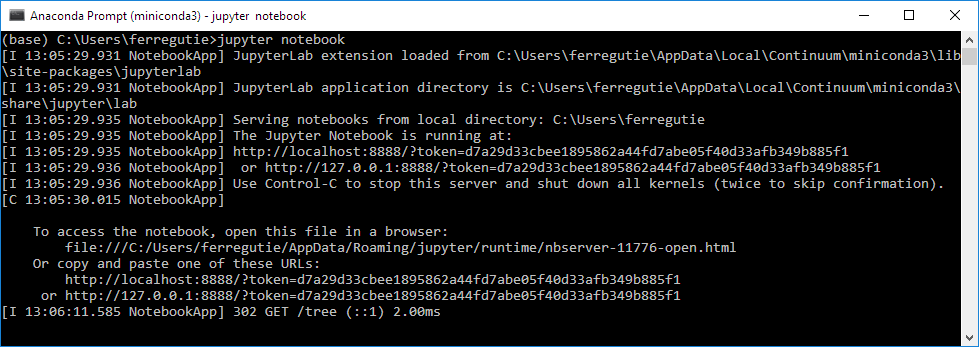 Anaconda Prompt (miniconda3) - jupyter notebook
(base) C:\Users\ferregutie>jupyter notebook
[I 13:05:29.931 NotebookApp] JupyterLab extension loaded from C:\Users\ferregutie\AppData\Local\Continuum\miniconda3\lib
\site-packages\jupyterlab
[I 13:05:29.931 NotebookApp] JupyterLab application directory is C:\Users\ferregutie\AppData\Local\Continuum\miniconda3\
share\jupyter\lab
[I 13:05:29.935 NotebookApp] Serving notebooks from local directory: C:\Users\ferregutie
[I 13:05:29.935 NotebookApp] The Jupyter Notebook is running at:
[I 13:05:29.935 NotebookApp] http://localhost:8888/?token=d7a29d33cbee1895862a44fd7abe05f40d33afb349b885f1
[I 13:05:29.936 NotebookApp]  or http://127.0.0.1:8888/?token=d7a29d33cbee1895862a44fd7abe05f40d33afb349b885f1
[I 13:05:29.936 NotebookApp] Use Control-C to stop this server and shut down all kernels (twice to skip confirmation).
[C 13:05:30.015 NotebookApp]
To access the notebook, open this file in a browser:
file:///C:/Users/ferregutie/AppData/Roaming/jupyter/runtime/nbserver-11776-open.html
Or copy and paste one of these URLs:
http://localhost:8888/?token=d7a29d33cbee1895862a44fd7abe05f40d33afb349b885f1
or http://127.0.0.1:8888/?token=d7a29d33cbee1895862a44fd7abe05f40d33afb349b885f1
[I 13:06:11.585 NotebookApp] 302 GET /tree (::1) 2.00ms